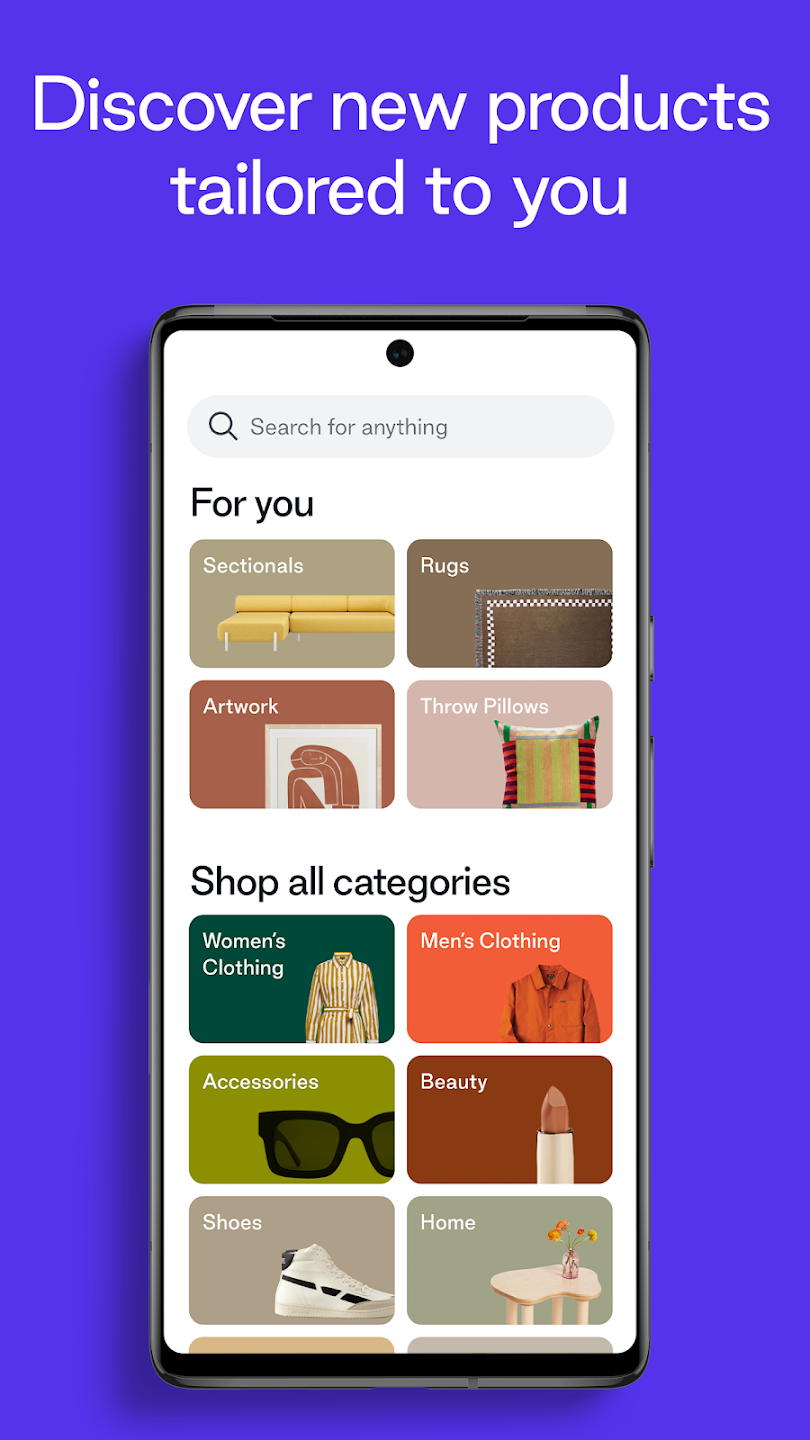 Discover new products
tailored to you
Search for anything
For you
Sectionals
Rugs
Artwork
Throw Pillows
Shop all categories
Women’s
Clothing
Men’s Clothing
Accessories
Beauty
Shoes
Home